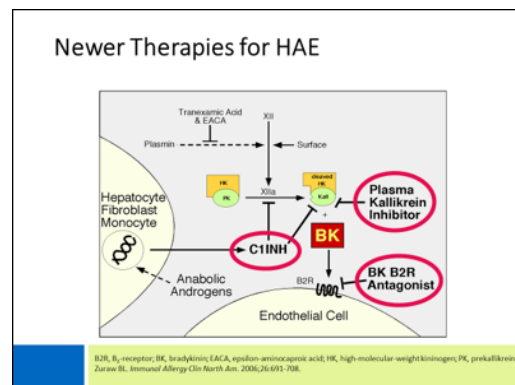 Newer Therapies for HAE
Tranexamic Acid
& EACA
XII
Plasmin
Surface
HK
PK
XIIa
cleaved
HK
Kall
+
Plasma
Kallikrein
Inhibitor
Hepatocyte
Fibroblast
Monocyte
C1INH
BK
Anabolic
Androgens
B2R
BK B2R
Antagonist
Endothelial Cell
B2R, B₂-receptor; BK, bradykinin; EACA, epsilon-aminocaproic acid; HK, high-molecular-weight kininogen; PK, prekallikrein
Zuraw BL. Immunol Allergy Clin North Am. 2006;26:691-708.